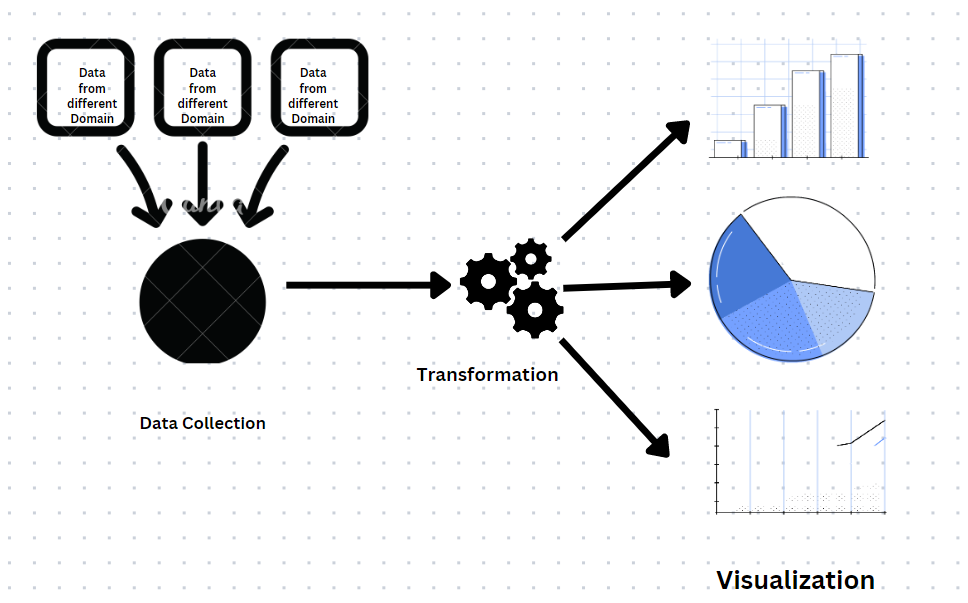 Data
from
different
Domain
Data
from
different
Domain
Data
from
different
Domain
Transformation
Data Collection
Visualization